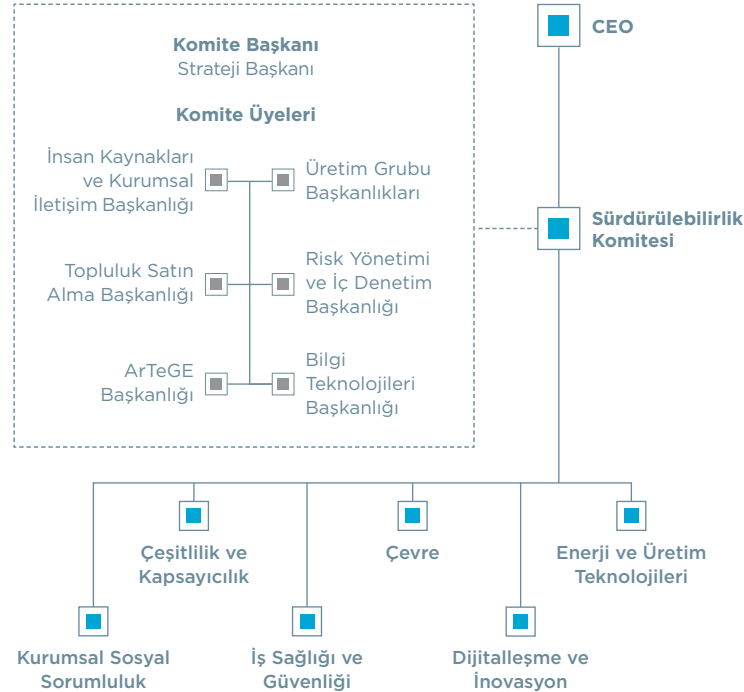 CEO
Komite Başkanı
Strateji Başkanı
Komite Üyeleri
İnsan Kaynakları
ve Kurumsal
İletişim Başkanlığı
Üretim Grubu
Başkanlıkları
Topluluk Satın
Alma Başkanlığı
Risk Yönetimi
ve İç Denetim
Başkanlığı
ArTeGE
Başkanlığı
Bilgi
Teknolojileri
Başkanlığı
Sürdürülebilirlik
Komitesi
Çeşitlilik ve
Kapsayıcılık
Çevre
Enerji ve Üretim
Teknolojileri
Kurumsal Sosyal
Sorumluluk
İş Sağlığı ve
Güvenliği
Dijitalleşme ve
İnovasyon